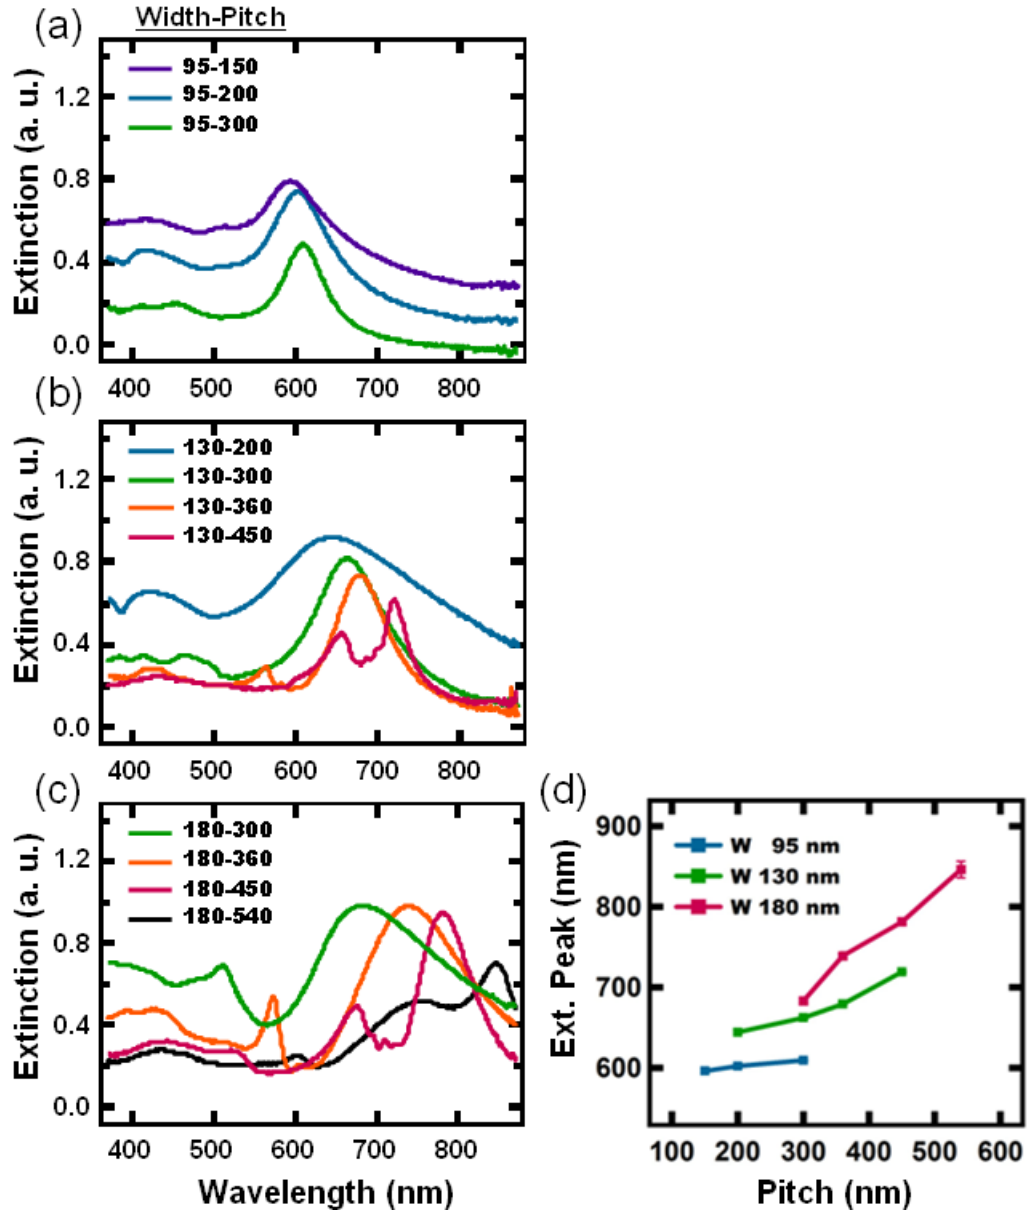 (a)
Width-Pitch
95-150
95-200
95-300
Extinction (a. u.)
1.2
0.8
0.4
0.0
400 500 600 700 800
(b)
130-200
130-300
130-360
130-450
Extinction (a. u.)
1.2
0.8
0.4
0.0
400 500 600 700 800
(c)
180-300
180-360
180-450
180-540
Extinction (a. u.)
1.2
0.8
0.4
0.0
400 500 600 700 800
Wavelength (nm)
(d)
W 95 nm
W 130 nm
W 180 nm
Ext. Peak (nm)
900
800
700
600
100 200 300 400 500 600
Pitch (nm)